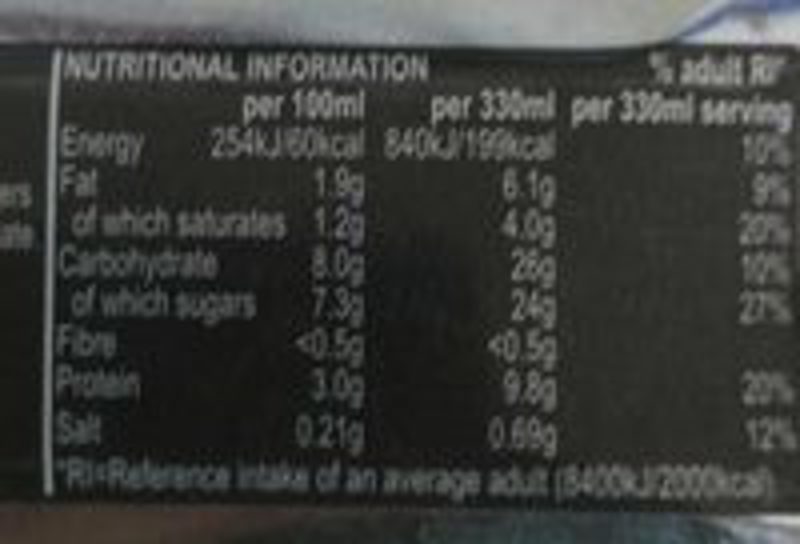 NUTRITIONAL INFORMATION % adult RI*
per 100ml per 330ml per 330ml serving
Energy 254kJ/60kcal 840kJ/199kcal 10%
Fat 1.9g 6.1g 9%
of which saturates 1.2g 4.0g 20%
Carbohydrate 8.0g 26g 10%
of which sugars 7.3g 24g 27%
Fibre <0.5g <0.5g
Protein 3.0g 9.8g 20%
Salt 0.21g 0.69g 12%
*RI=Reference intake of an average adult (8400kJ/2000kcal)